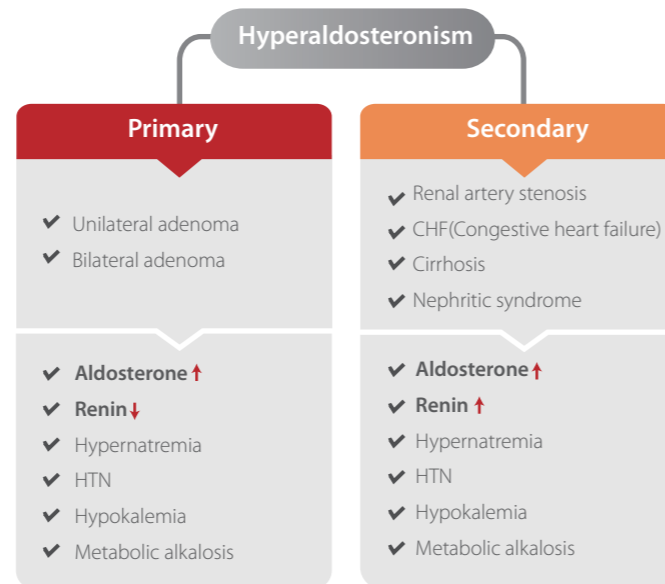 Hyperaldosteronism
Primary
Unilateral adenoma
Bilateral adenoma
Aldosterone ↑
Renin ↓
Hypernatremia
HTN
Hypokalemia
Metabolic alkalosis
Secondary
Renal artery stenosis
CHF(Congestive heart failure)
Cirrhosis
Nephritic syndrome
Aldosterone ↑
Renin ↑
Hypernatremia
HTN
Hypokalemia
Metabolic alkalosis